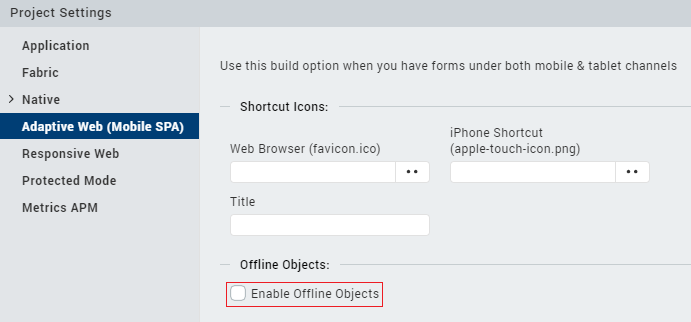 Project Settings
Application
Fabric
Native
Adaptive Web (Mobile SPA)
Responsive Web
Protected Mode
Metrics APM
Use this build option when you have forms under both mobile & tablet channels
Shortcut Icons:
Web Browser (favicon.ico)
iPhone Shortcut
(apple-touch-icon.png)
Title
Offline Objects:
Enable Offline Objects